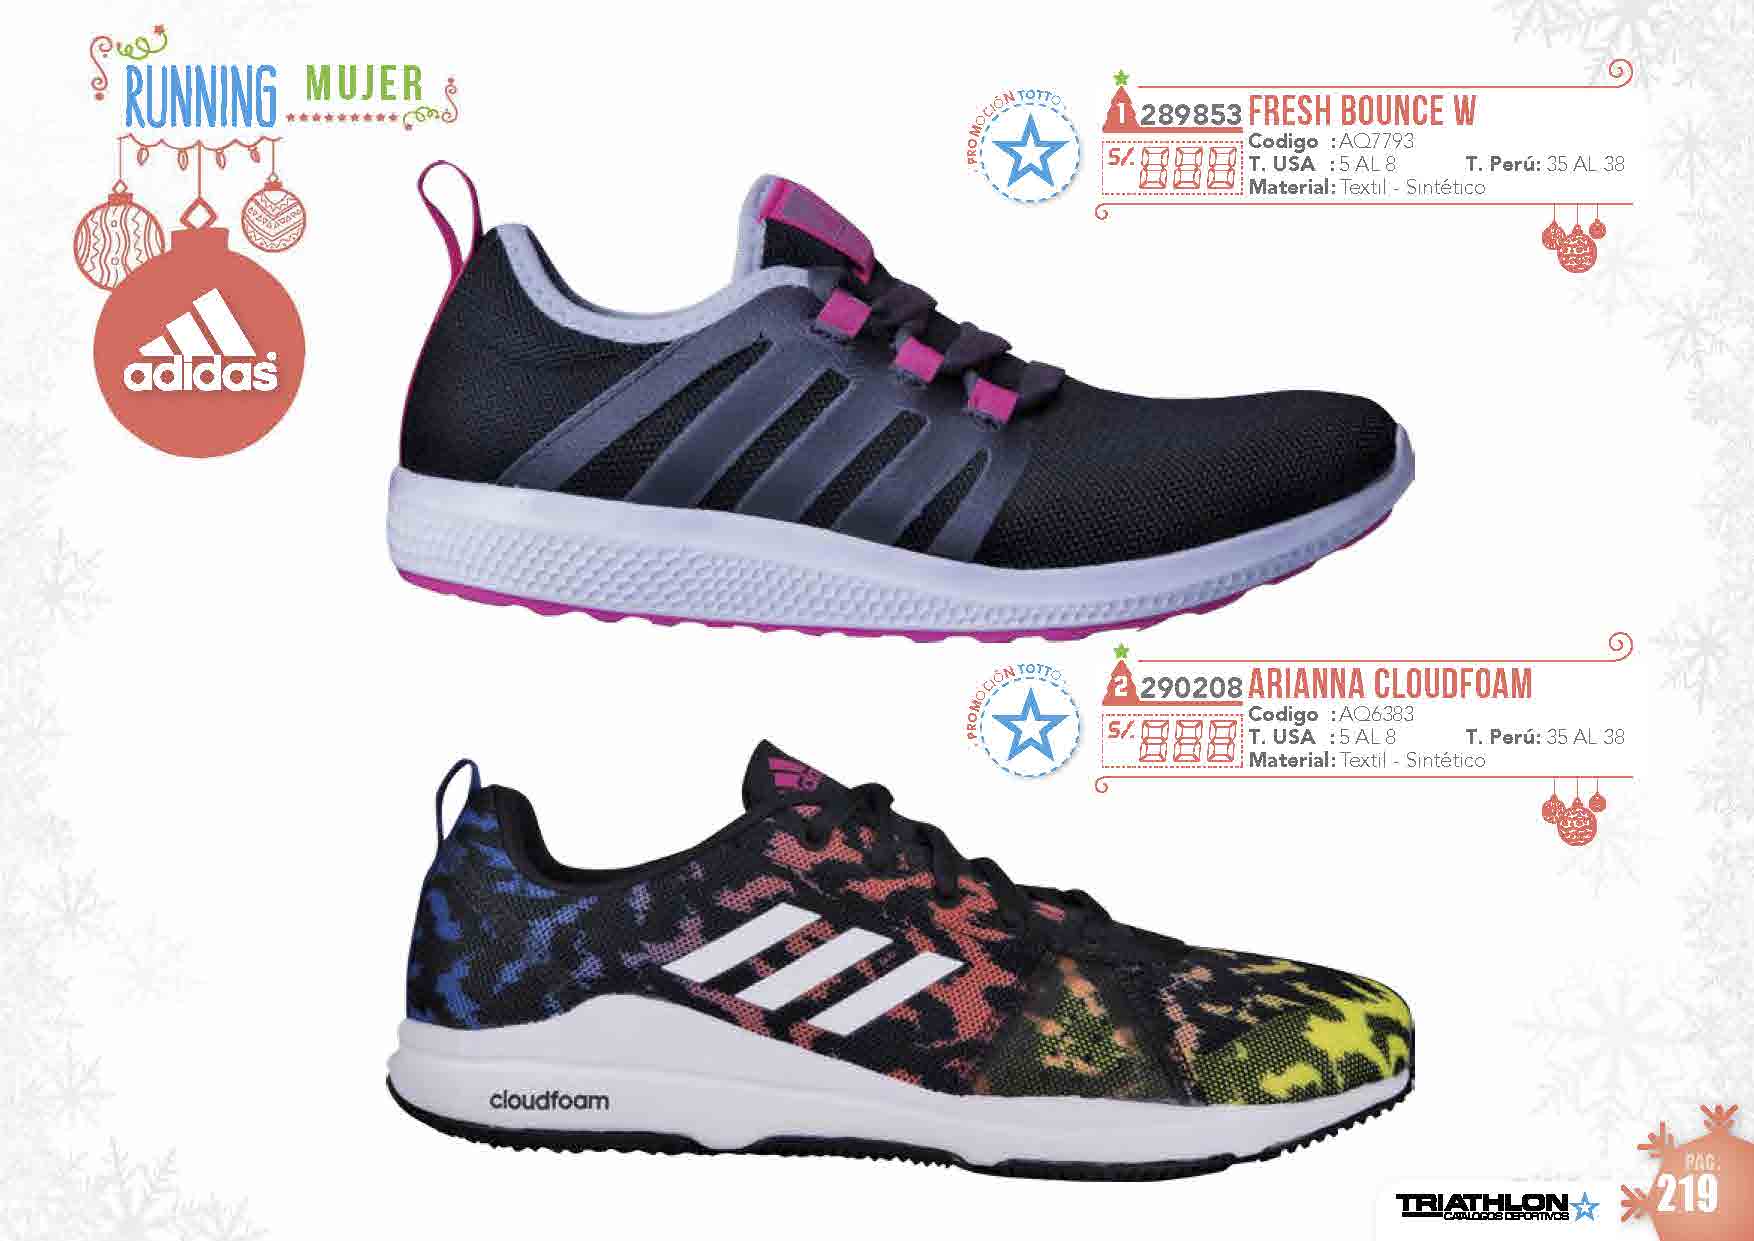 RUNNING MUJER
adidas
PROMOCIÓN TOTTO
1 289853 FRESH BOUNCE W
Codigo : AQ7793
S/. 888
T. USA : 5 AL 8 T. Perú: 35 AL 38
Material: Textil - Sintético
PROMOCIÓN TOTTO
2 290208 ARIANNA CLOUDFOAM
Codigo : AQ6383
S/. 888
T. USA : 5 AL 8 T. Perú: 35 AL 38
Material: Textil - Sintético
cloudfoam
PAG.
219
TRIATHLON
CATALOGOS DEPORTIVOS